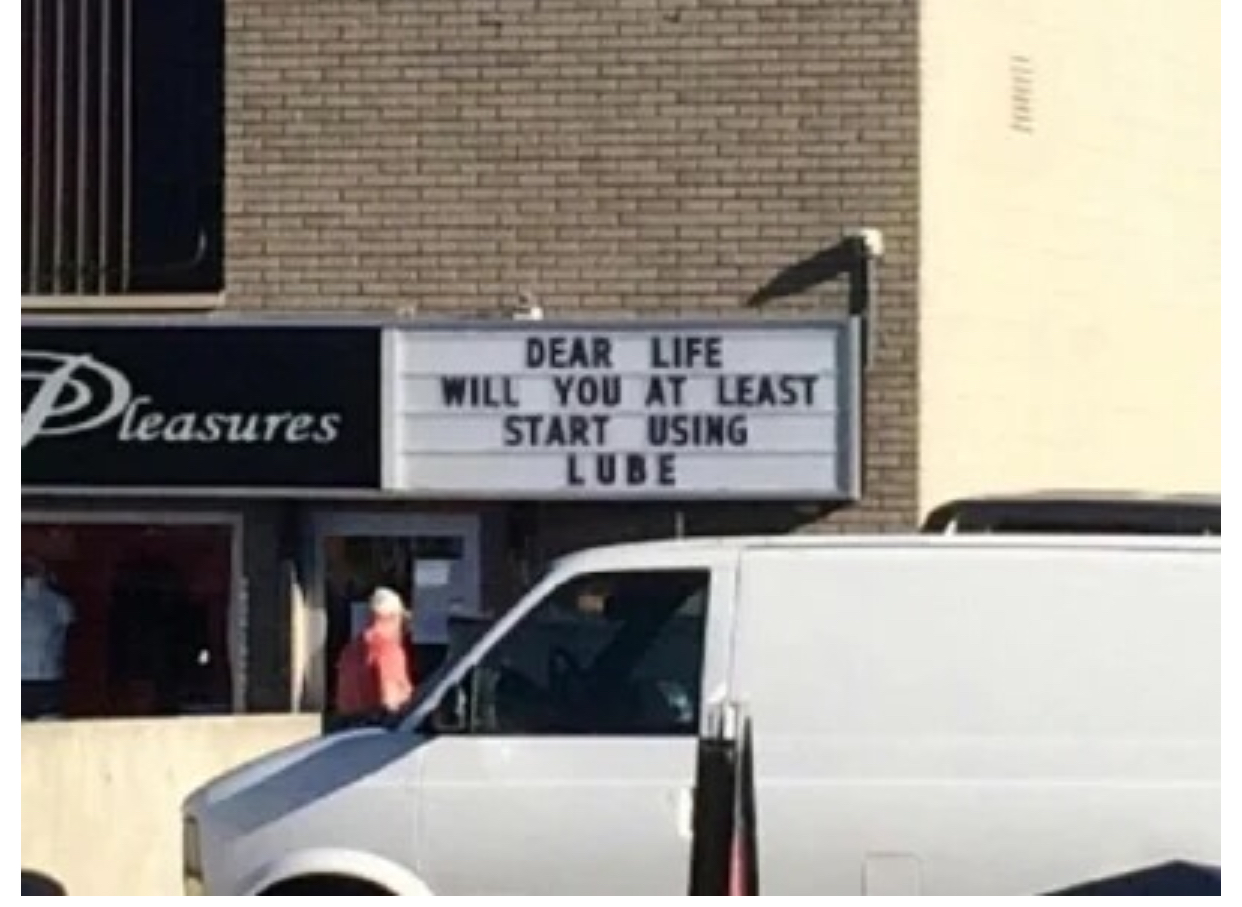 Pleasures
DEAR LIFE
WILL YOU AT LEAST
START USING
LUBE